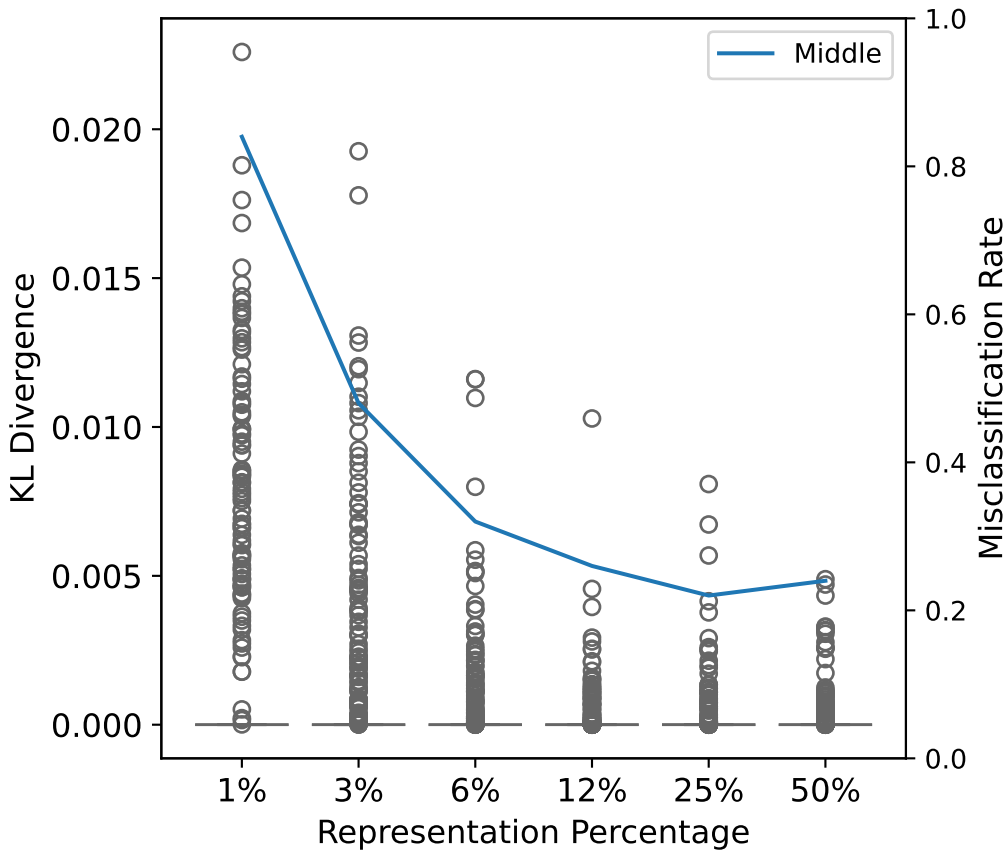 Middle
KL Divergence
0.020
0.015
0.010
0.005
0.000
1.0
0.8
0.6
0.4
0.2
0.0
Misclassification Rate
1% 3% 6% 12% 25% 50%
Representation Percentage